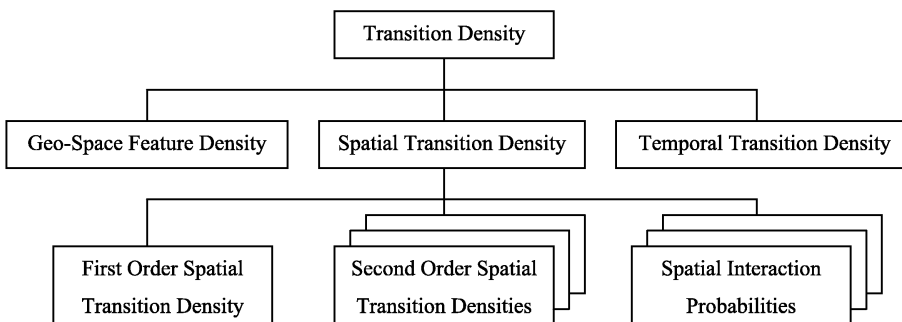 Transition Density
Geo-Space Feature Density
Spatial Transition Density
Temporal Transition Density
First Order Spatial
Transition Density
Second Order Spatial
Transition Densities
Spatial Interaction
Probabilities